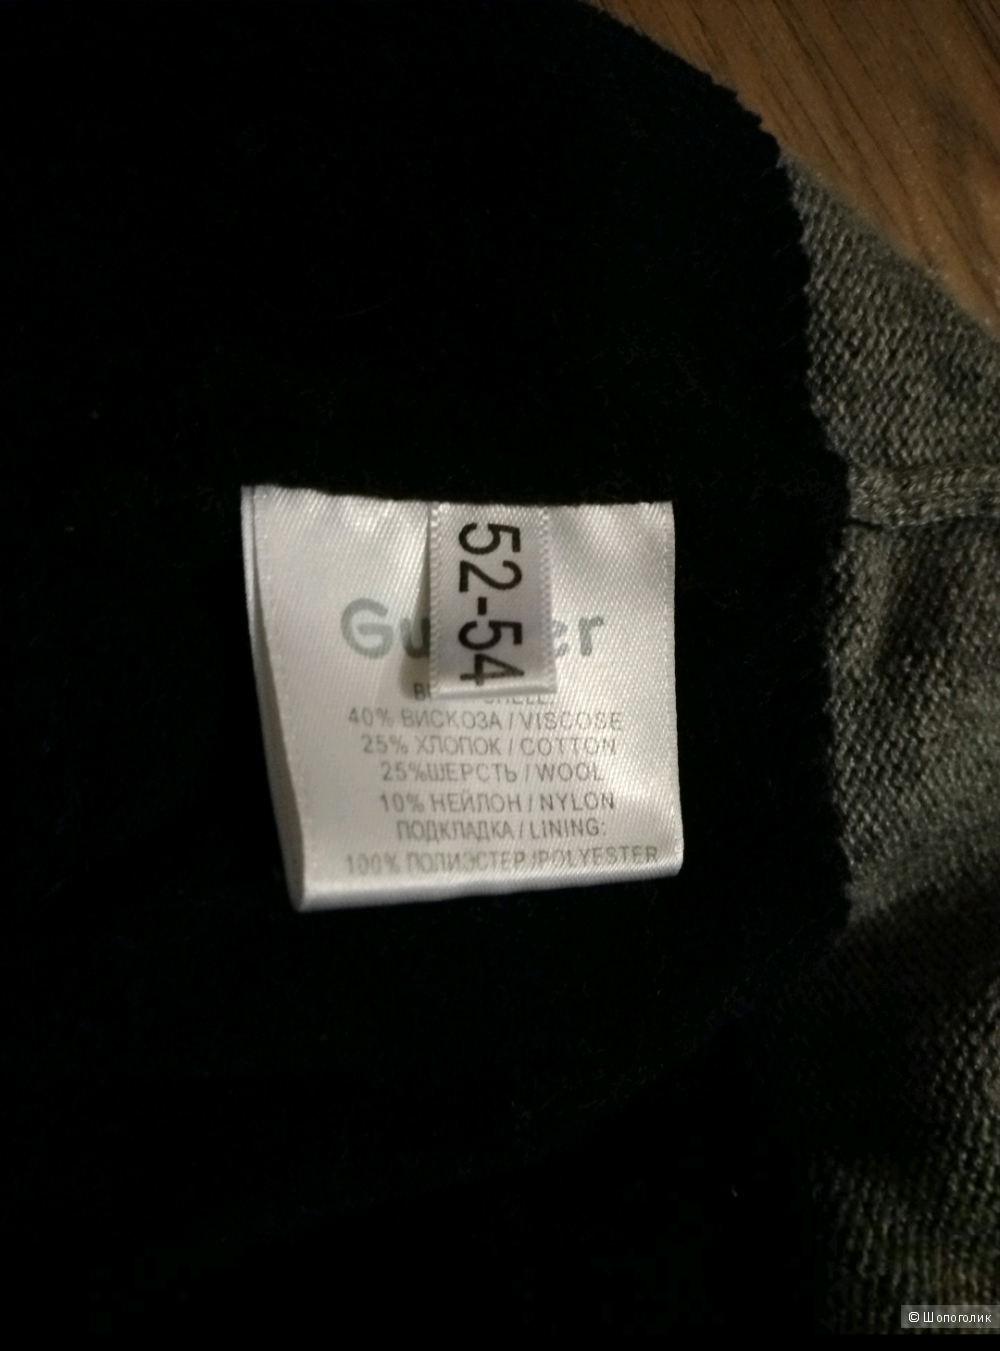 52-54
40% ВИСКОЗА / VISCOSE
25% ХЛОПОК / COTTON
25%ШЕРСТЬ / WOOL
10% НЕЙЛОН / NYLON
ПОДКЛАДКА / LINING:
100% ПОЛИЭСТЕР /POLYESTER
© Шопоголик